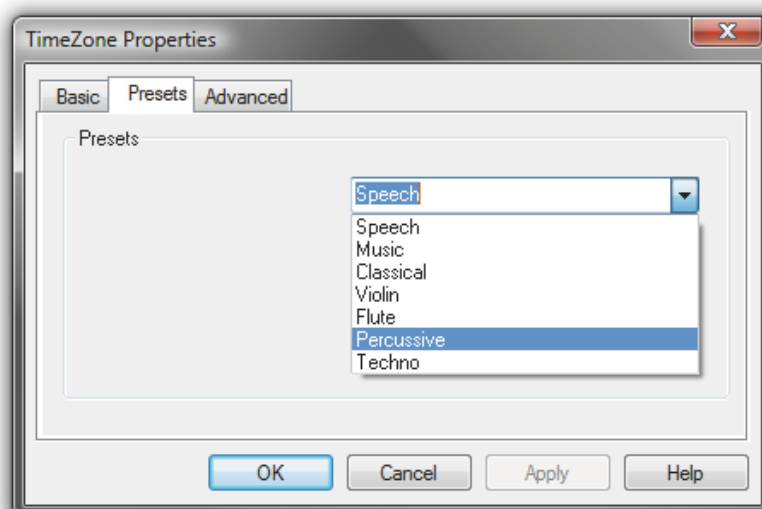 TimeZone Properties
Basic Presets Advanced
Presets
Speech
Speech
Music
Classical
Violin
Flute
Percussive
Techno
OK Cancel Apply Help